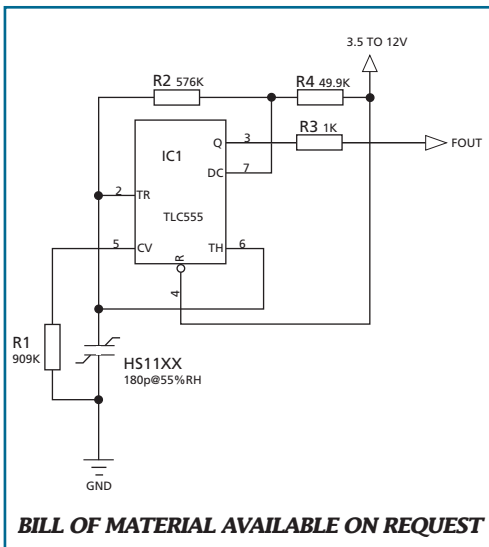 3.5 TO 12V
R2 576K
R4 49.9K
IC1
Q
3
R3 1K
FOUT
DC
7
2
TR
TLC555
5
CV
TH
6
R
4
R1
909K
HS11XX
180p@55%RH
GND
BILL OF MATERIAL AVAILABLE ON REQUEST